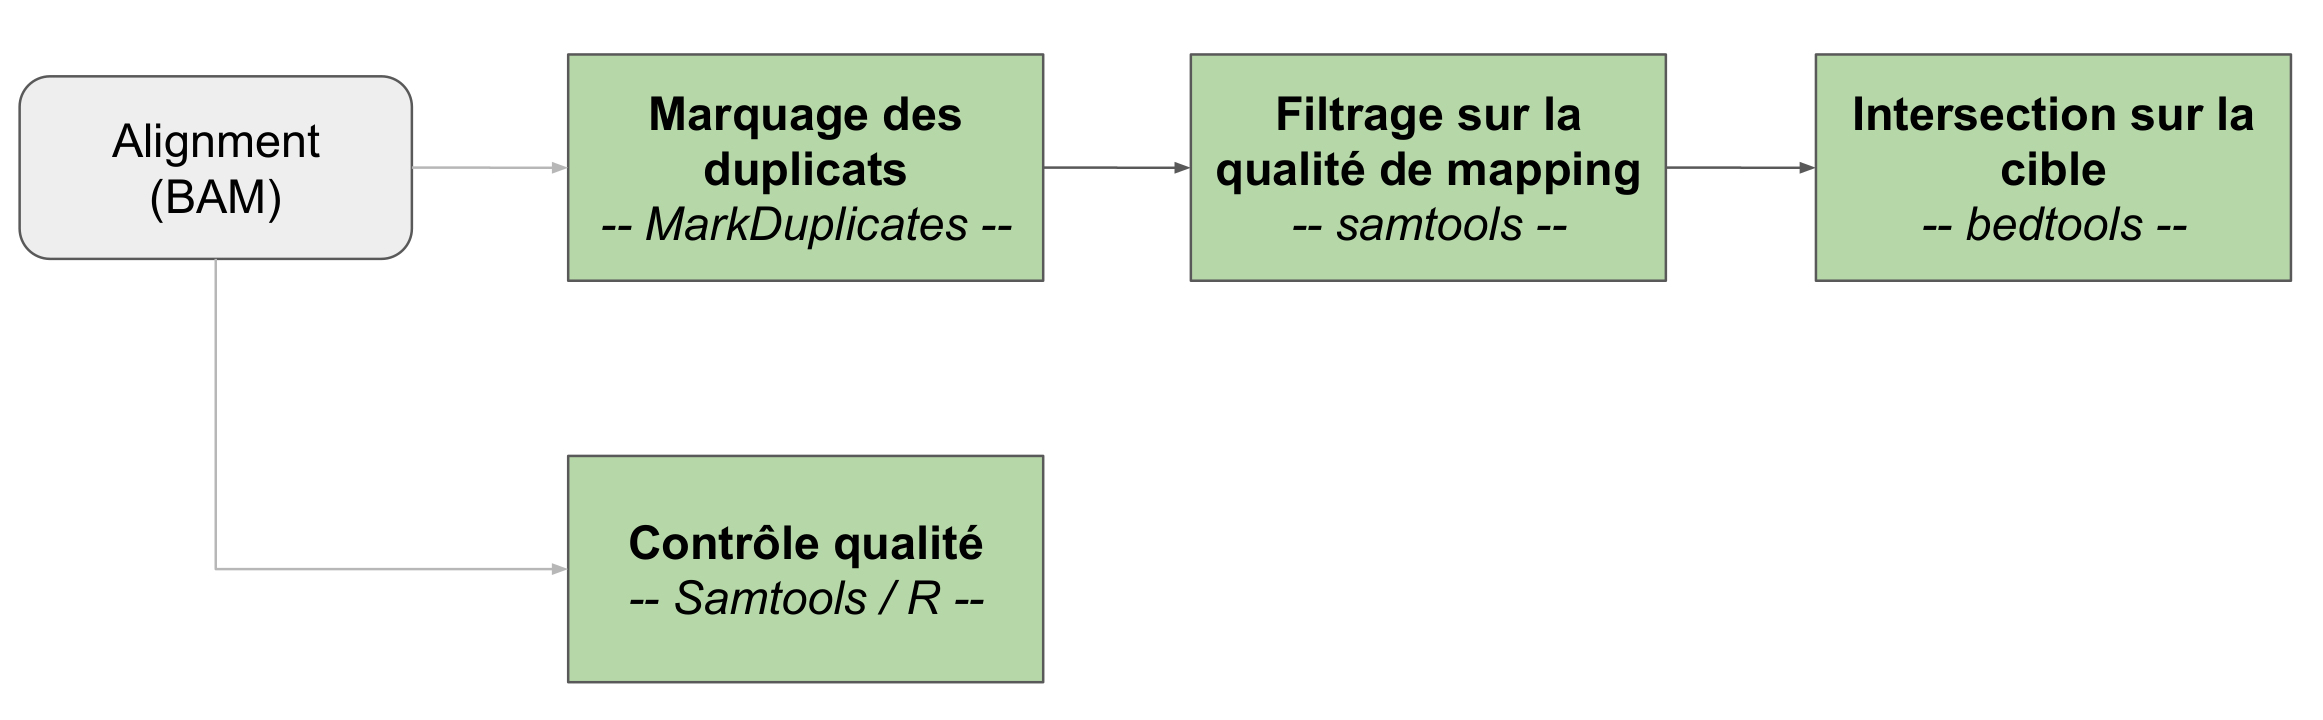 Alignment
(BAM)
Marquage des
duplicats
-- MarkDuplicates --
Filtrage sur la
qualité de mapping
-- samtools --
Intersection sur la
cible
-- bedtools --
Contrôle qualité
-- Samtools / R --